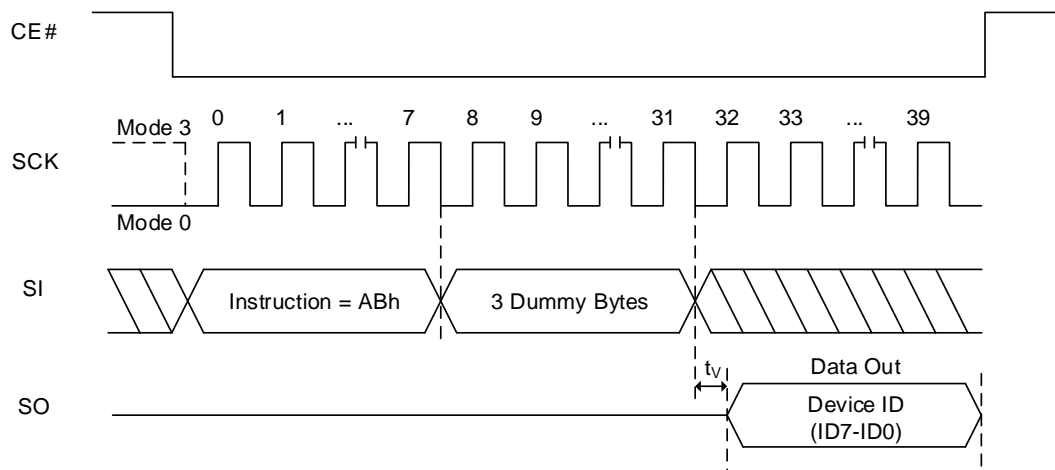 CE#
0 1 ... 7 8 9 ... 31 32 33 ... 39
Mode 3
SCK
Mode 0
SI
Instruction = ABh
3 Dummy Bytes
tV
Data Out
SO
Device ID
(ID7-ID0)